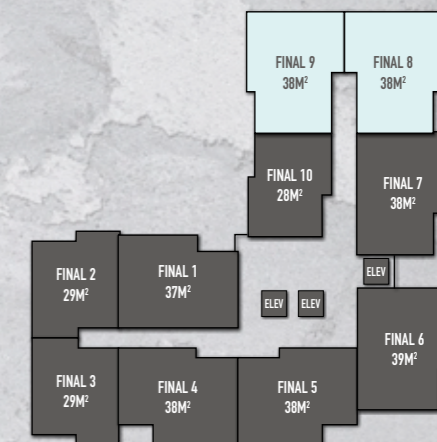 FINAL 9
38M²
FINAL 8
38M²
FINAL 10
28M²
FINAL 7
38M²
FINAL 2
29M²
FINAL 1
37M²
ELEV
ELEV
ELEV
FINAL 6
39M²
FINAL 3
29M²
FINAL 4
38M²
FINAL 5
38M²